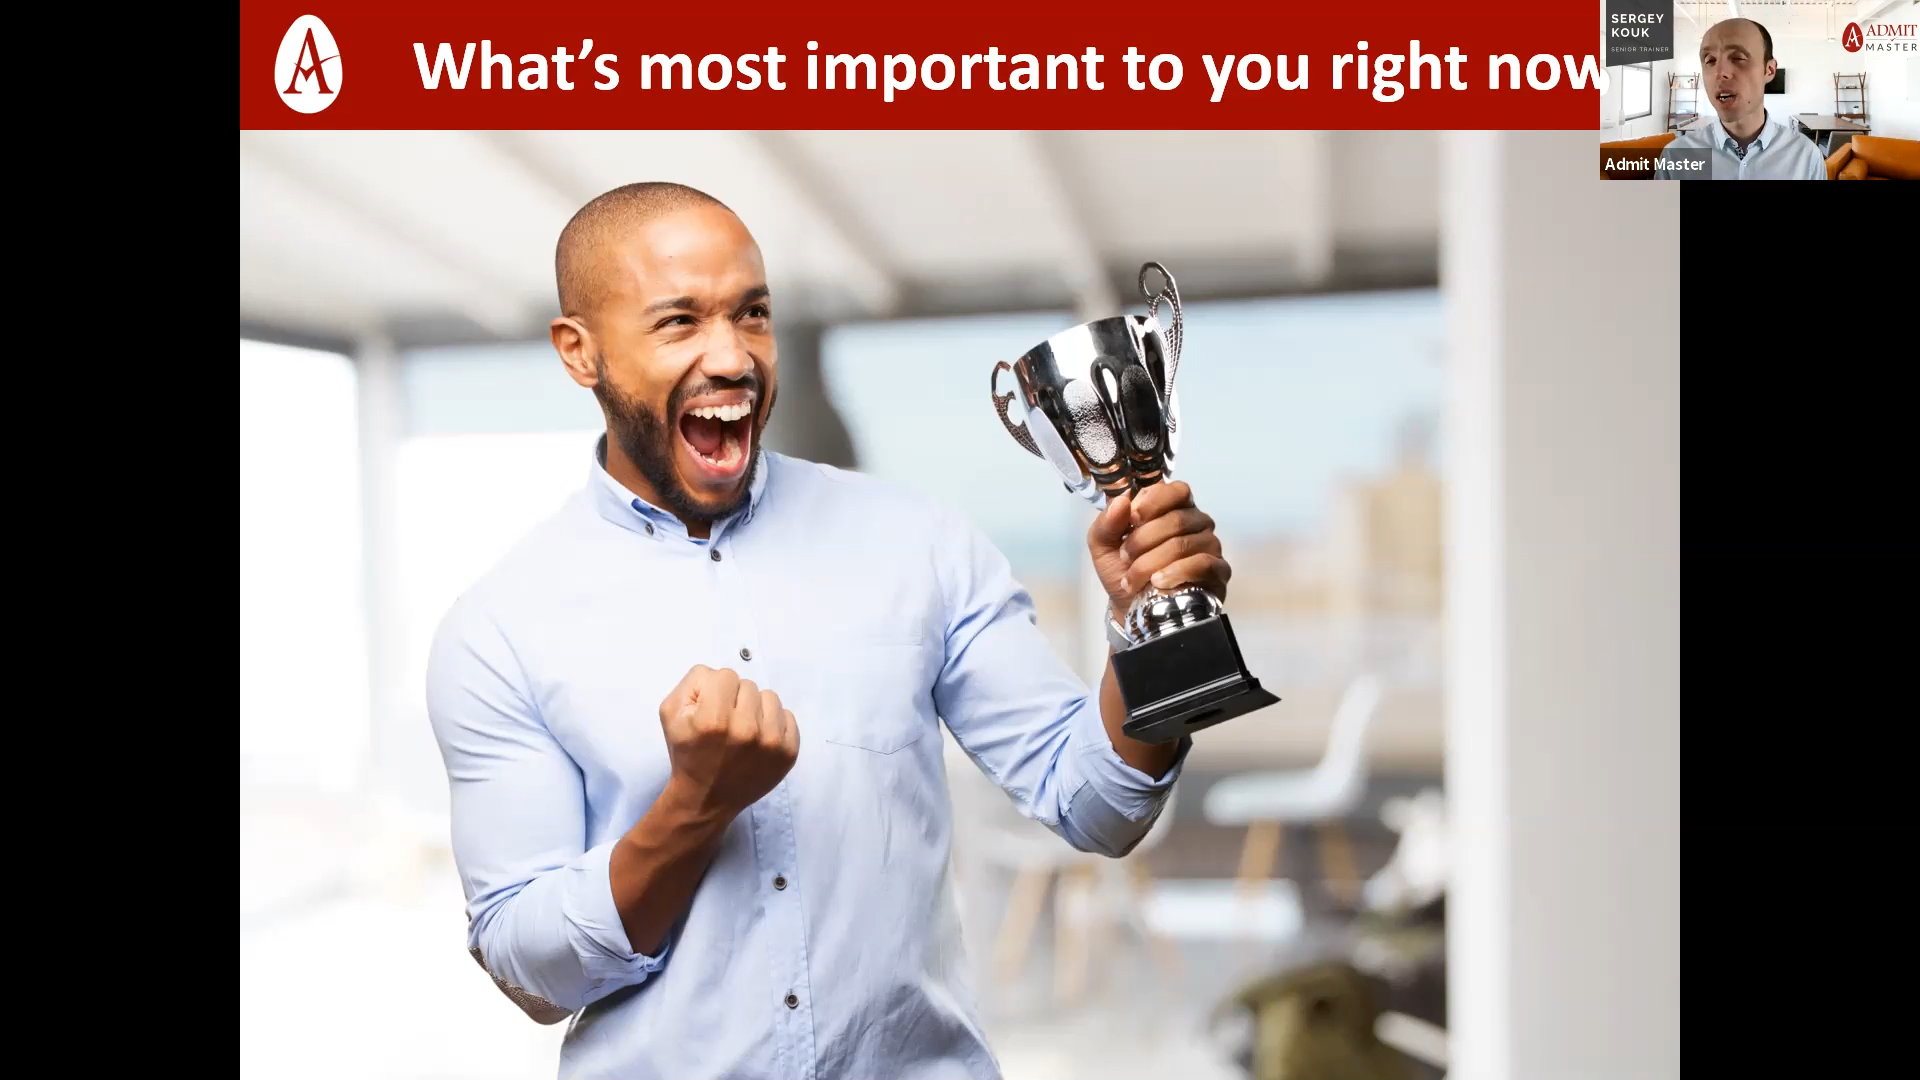 What's most important to you right now
SERGEY
KOUK
SENIOR TRAINER
ADMIT
MASTER
Admit Master